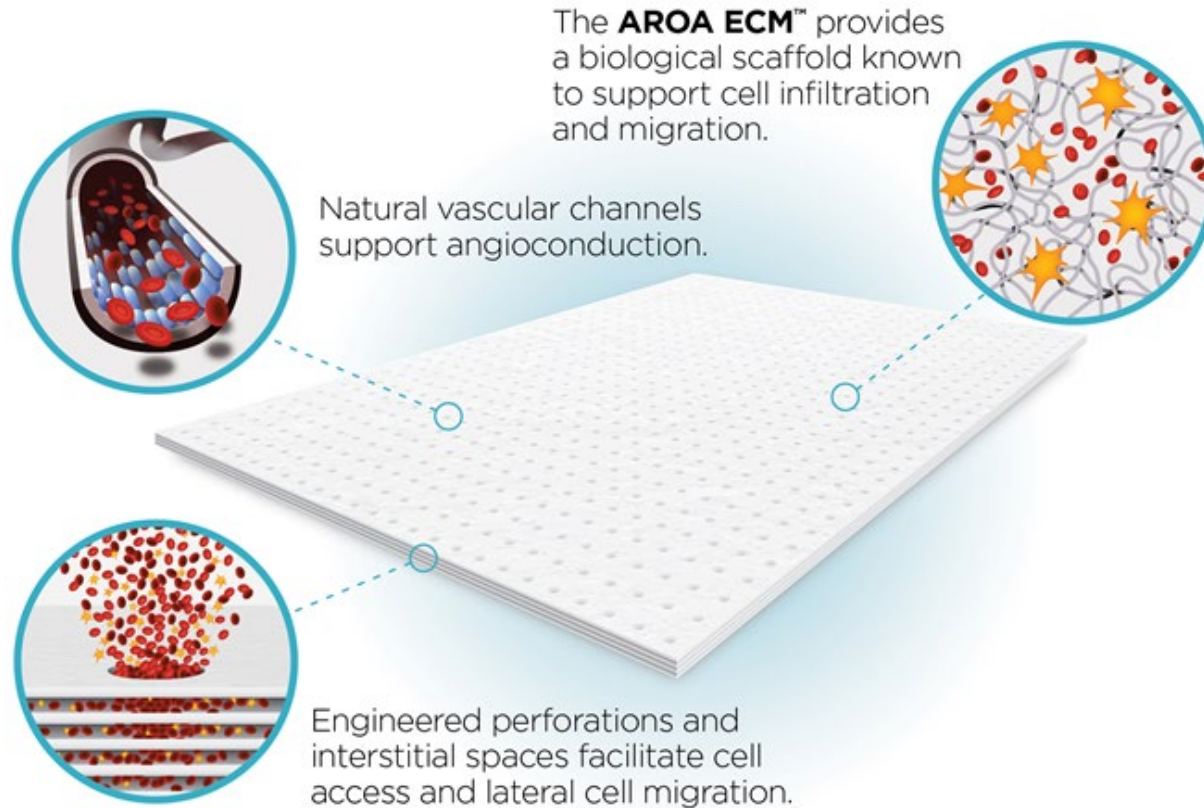 The AROA ECM™ provides
a biological scaffold known
to support cell infiltration
and migration.
Natural vascular channels
support angioconduction.
Engineered perforations and
interstitial spaces facilitate cell
access and lateral cell migration.